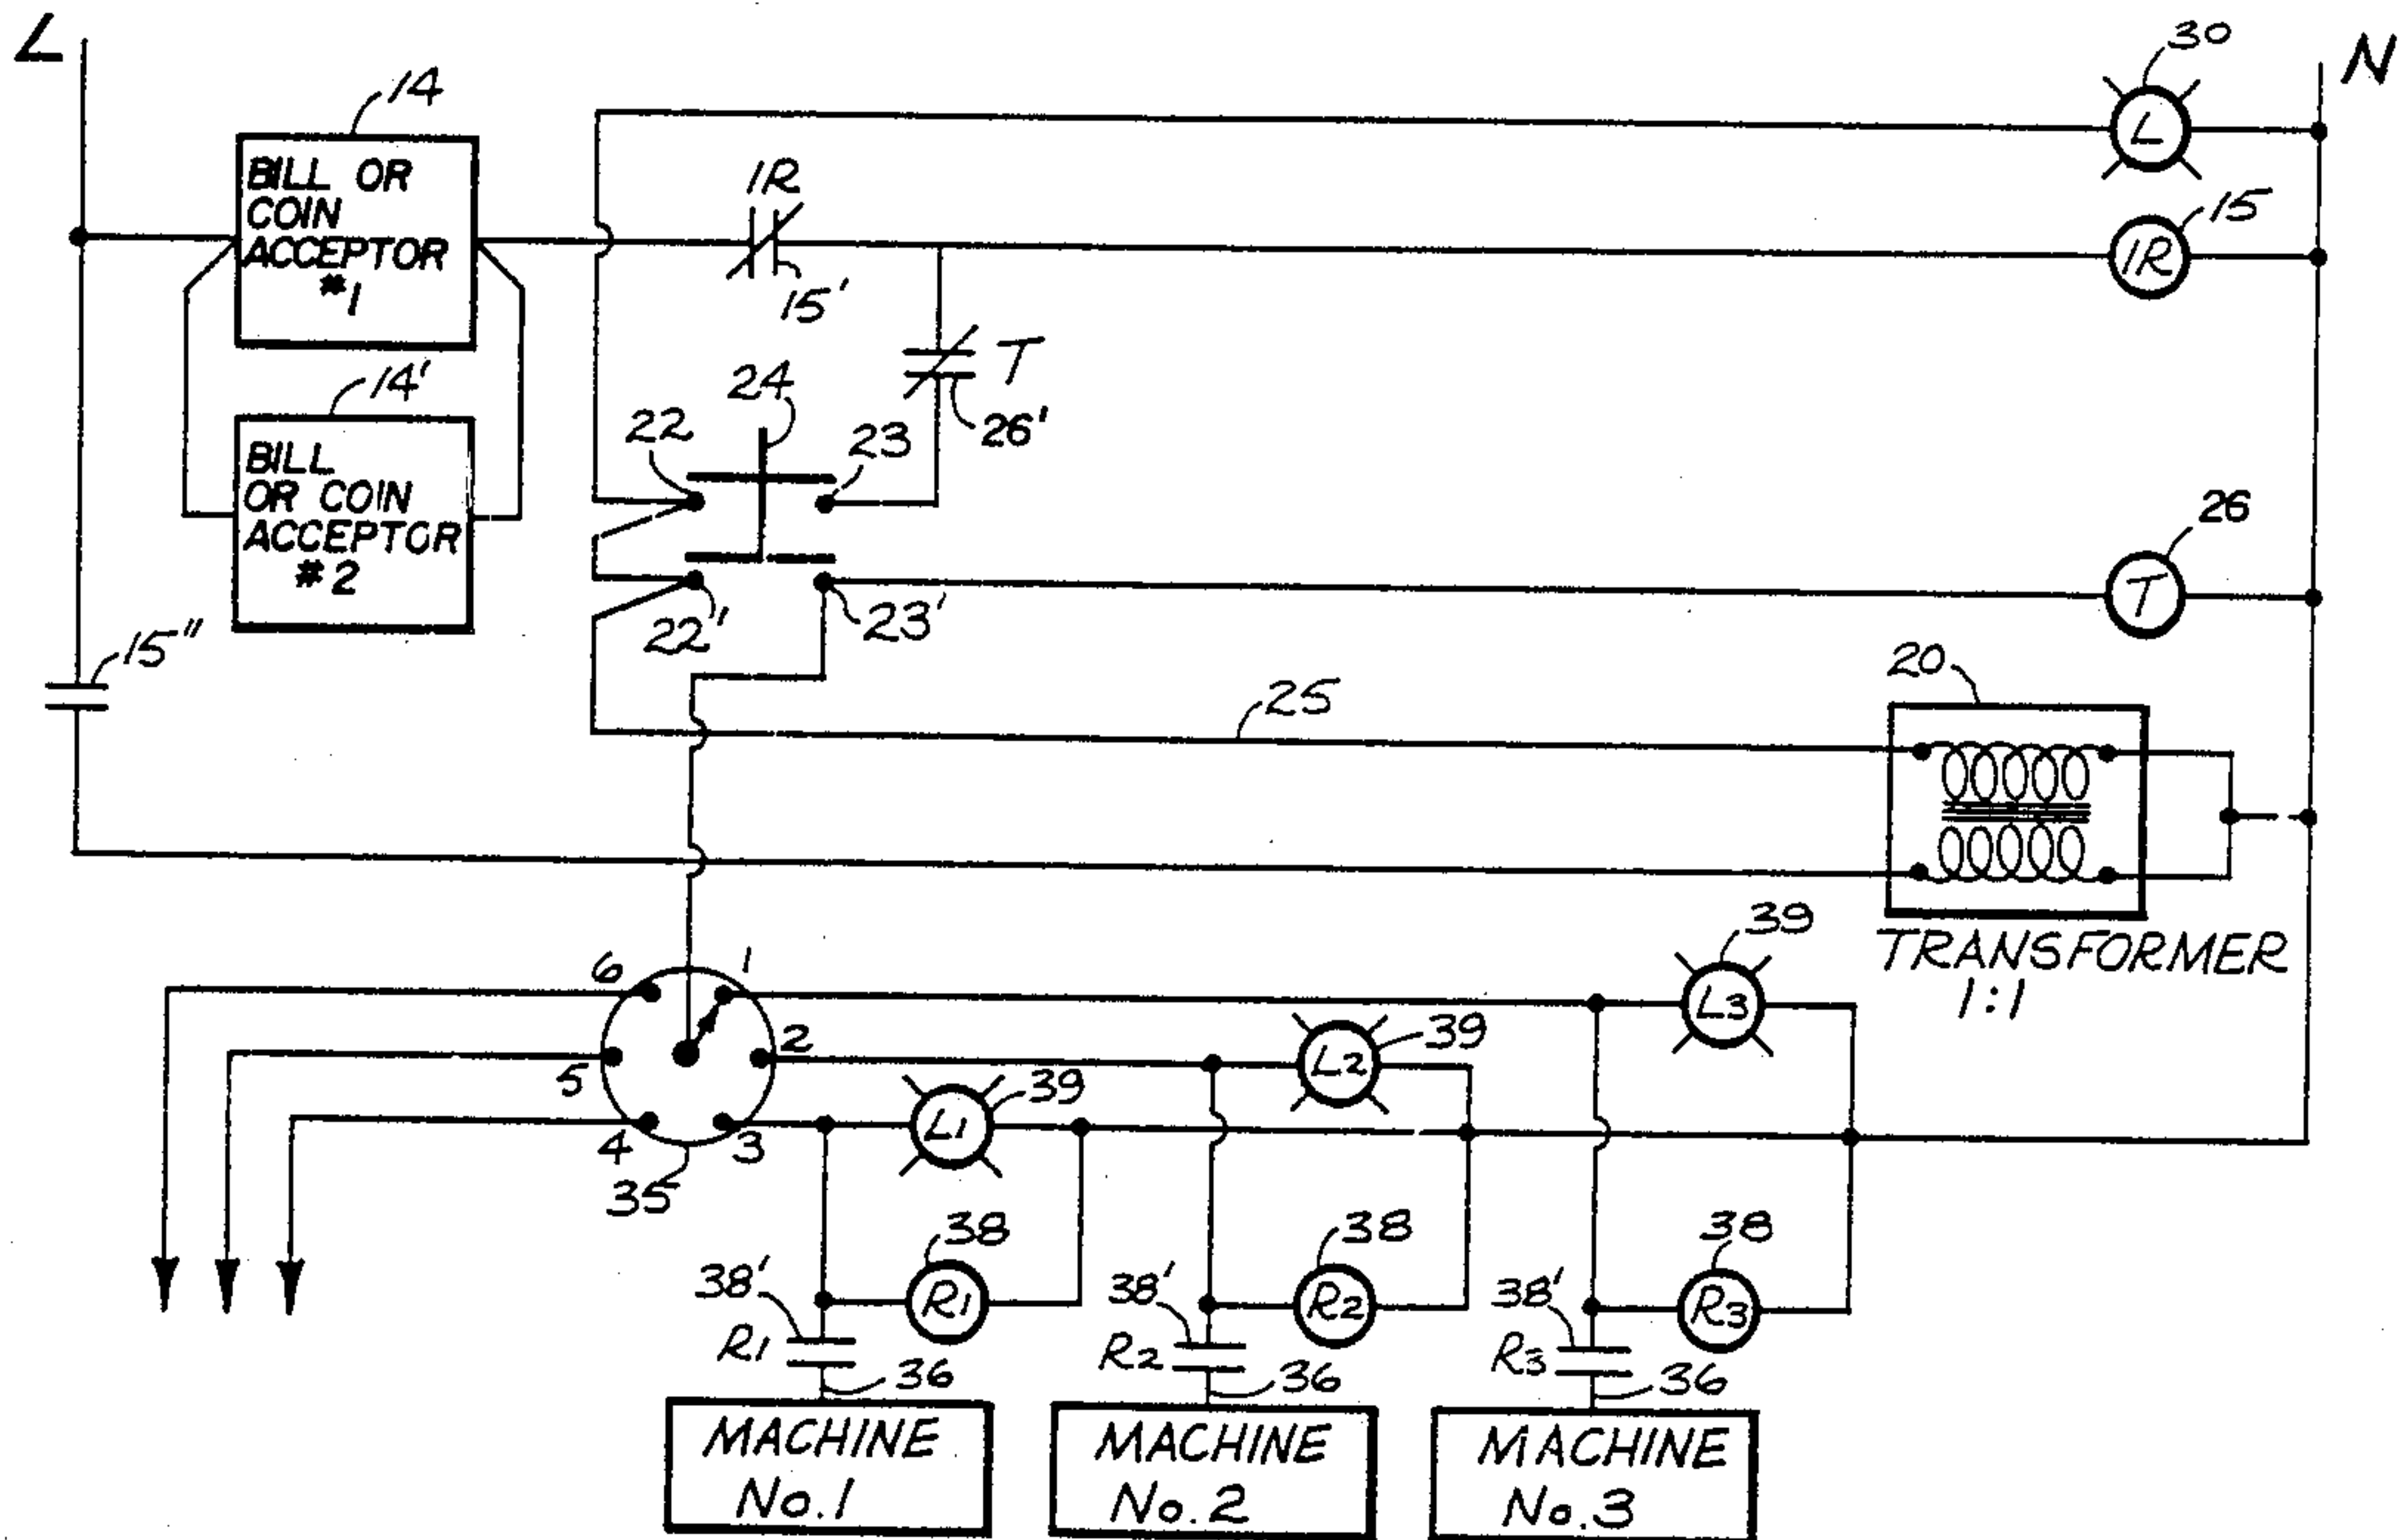 L
N
30
14
L
BILL OR
COIN
ACCEPTOR
#1
1R
15'
15
1R
14'
BILL
OR COIN
ACCEPTOR
#2
24
T
26'
22
23
26
T
22'
23'
15"
25
20
TRANSFORMER
1:1
6
1
39
L3
5
2
39
L2
4
3
39
L1
35
38
R1
38
R2
38
R3
38'
R1
36
38'
R2
36
38'
R3
36
MACHINE
No. 1
MACHINE
No. 2
MACHINE
No. 3